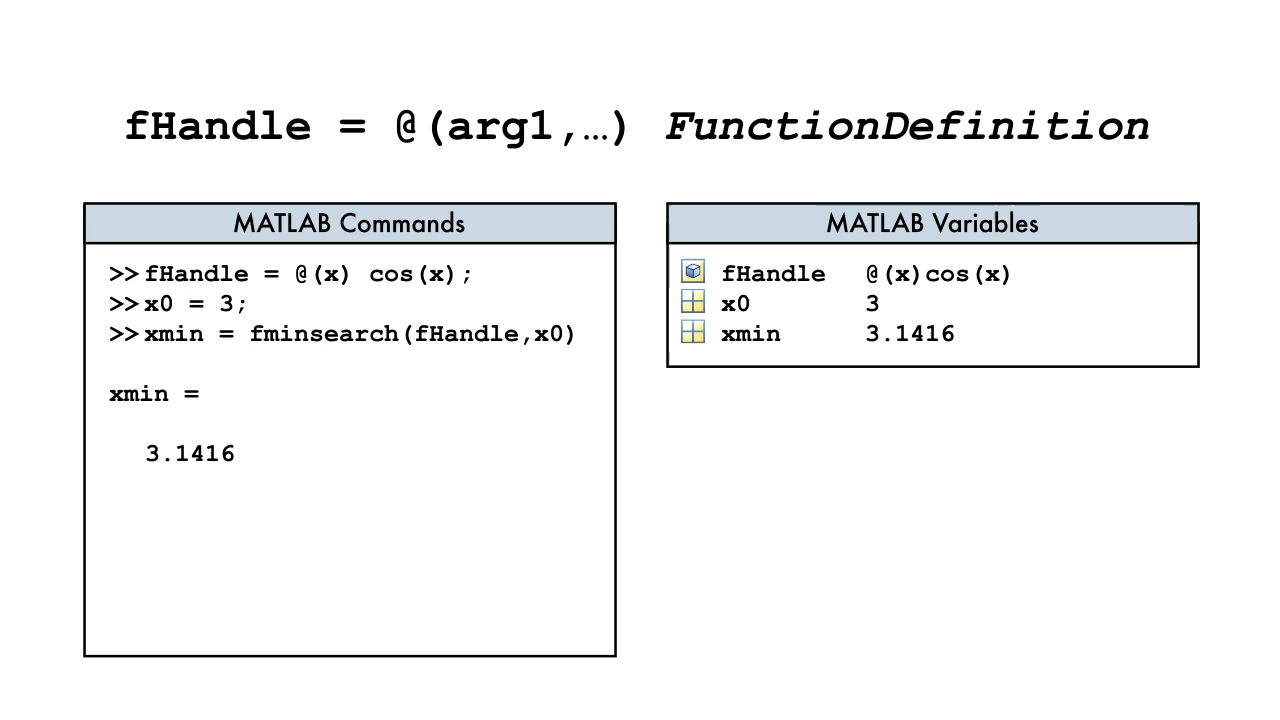 fHandle = @(arg1,…) FunctionDefinition
MATLAB Commands
>> fHandle = @(x) cos(x);
>> x0 = 3;
>> xmin = fminsearch(fHandle,x0)
xmin =
3.1416
MATLAB Variables
fHandle @(x)cos(x)
x0 3
xmin 3.1416